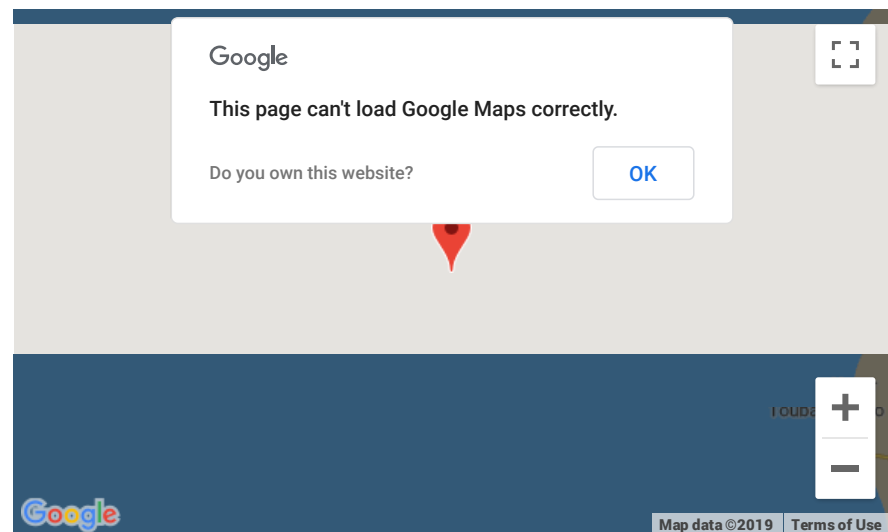 Google
This page can't load Google Maps correctly.
Do you own this website?
OK
Google
Map data ©2019
Terms of Use